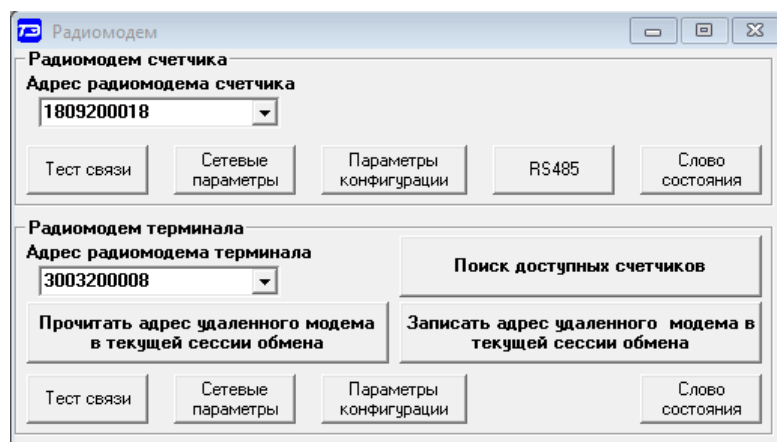 ТЭ Радиомодем
Радиомодем счетчика
Адрес радиомодема счетчика
1809200018
Тест связи
Сетевые
параметры
Параметры
конфигурации
RS485
Слово
состояния
Радиомодем терминала
Адрес радиомодема терминала
3003200008
Поиск доступных счетчиков
Прочитать адрес удаленного модема
в текущей сессии обмена
Записать адрес удаленного модема в
текущей сессии обмена
Тест связи
Сетевые
параметры
Параметры
конфигурации
Слово
состояния